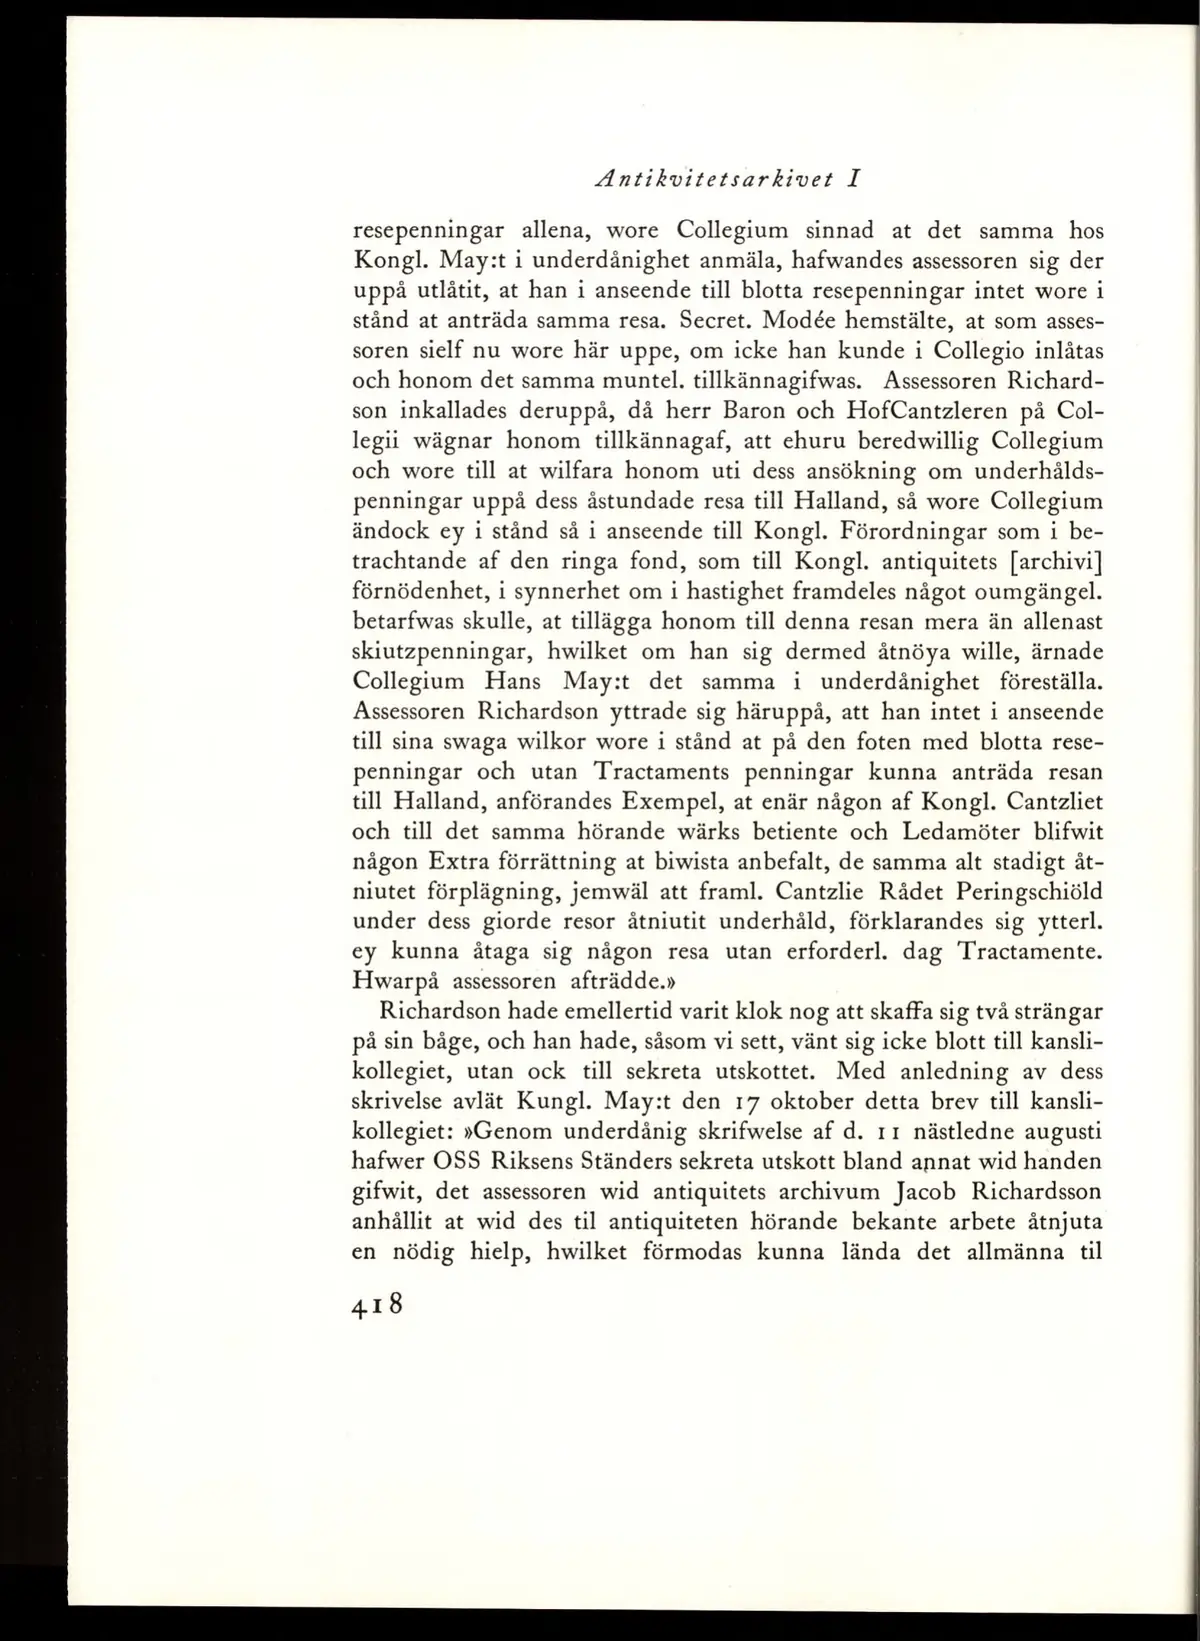 Antikvitetsarkivet I
resepenningar allena, wore Collegium sinnad at det samma hos
Kongl. May:t i underdånighet anmäla, hafwandes assessoren sig der
uppå utlåtit, at han i anseende till blotta resepenningar intet wore i
stånd at anträda samma resa. Secret. Modée hemstälte, at som asses-
soren sielf nu wore här uppe, om icke han kunde i Collegio inlåtas
och honom det samma muntel. tillkännagifwas. Assessoren Richard-
son inkallades deruppå, då herr Baron och HofCantzleren på Col-
legii wägnar honom tillkännagaf, att ehuru beredwillig Collegium
och wore till at wilfara honom uti dess ansökning om underhålds-
penningar uppå dess åstundade resa till Halland, så wore Collegium
ändock ey i stånd så i anseende till Kongl. Förordningar som i be-
trachtande af den ringa fond, som till Kongl. antiquitets [archivi]
förnödenhet, i synnerhet om i hastighet framdeles något oumgängel.
betarfwas skulle, at tillägga honom till denna resan mera än allenast
skiutzpenningar, hwilket om han sig dermed åtnöya wille, ärnade
Collegium Hans May:t det samma i underdånighet föreställa.
Assessoren Richardson yttrade sig häruppå, att han intet i anseende
till sina swaga wilkor wore i stånd at på den foten med blotta rese-
penningar och utan Tractaments penningar kunna anträda resan
till Halland, anförandes Exempel, at enär någon af Kongl. Cantzliet
och till det samma hörande wärks betiente och Ledamöter blifwit
någon Extra förrättning at biwista anbefalt, de samma alt stadigt åt-
niutet förplägning, jemwäl att framl. Cantzlie Rådet Peringschiöld
under dess giorde resor åtniutit underhåld, förklarandes sig ytterl.
ey kunna åtaga sig någon resa utan erforderl. dag Tractamente.
Hwarpå assessoren afträdde.»
Richardson hade emellertid varit klok nog att skaffa sig två strängar
på sin båge, och han hade, såsom vi sett, vänt sig icke blott till kansli-
kollegiet, utan ock till sekreta utskottet. Med anledning av dess
skrivelse avlät Kungl. May:t den 17 oktober detta brev till kansli-
kollegiet: »Genom underdånig skrifwelse af d. 11 nästledne augusti
hafwer OSS Riksens Ständers sekreta utskott bland annat wid handen
gifwit, det assessoren wid antiquitets archivum Jacob Richardsson
anhållit at wid des til antiquiteten hörande bekante arbete åtnjuta
en nödig hielp, hwilket förmodas kunna lända det allmänna til
418